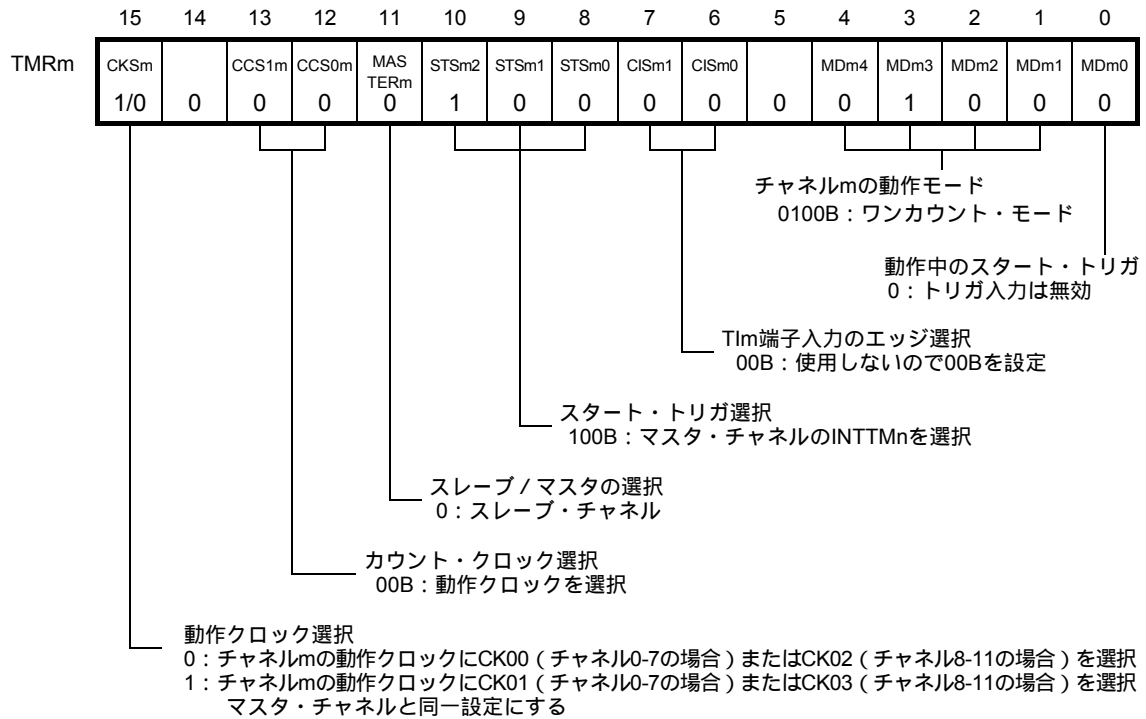 15 14 13 12 11 10 9 8 7 6 5 4 3 2 1 0
TMRm
CKSm CCS1m CCS0m MAS TERm STSm2 STSm1 STSm0 CISm1 CISm0 MDm4 MDm3 MDm2 MDm1 MDm0
1/0 0 0 0 0 1 0 0 0 0 0 0 1 0 0 0
チャネルmの動作モード
0100B：ワンカウント・モード
動作中のスタート・トリガ
0：トリガ入力は無効
TIm端子入力のエッジ選択
00B：使用しないので00Bを設定
スタート・トリガ選択
100B：マスタ・チャネルのINTTMnを選択
スレーブ／マスタの選択
0：スレーブ・チャネル
カウント・クロック選択
00B：動作クロックを選択
動作クロック選択
0：チャネルmの動作クロックにCK00（チャネル0-7の場合）またはCK02（チャネル8-11の場合）を選択
1：チャネルmの動作クロックにCK01（チャネル0-7の場合）またはCK03（チャネル8-11の場合）を選択
マスタ・チャネルと同一設定にする